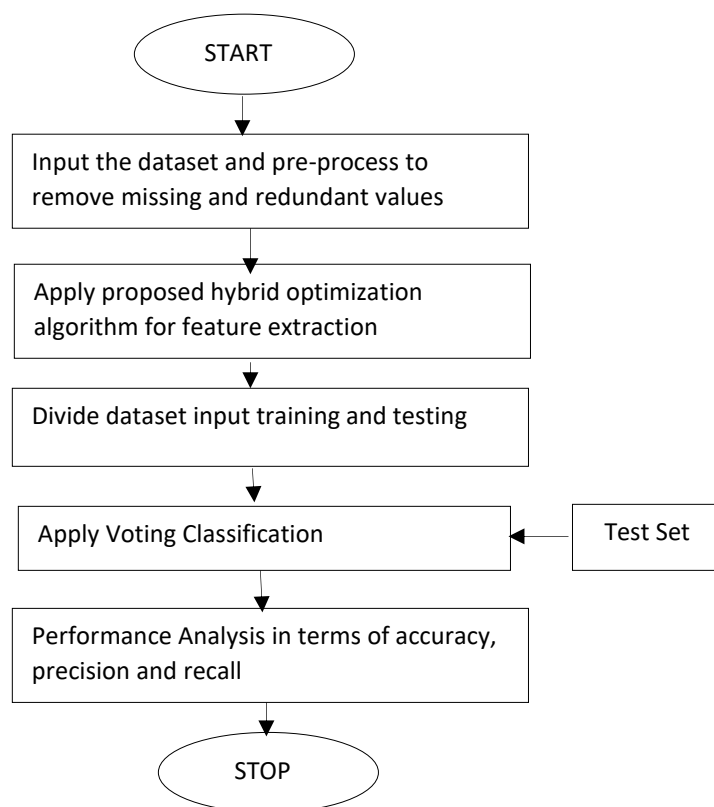 START
Input the dataset and pre-process to
remove missing and redundant values
Apply proposed hybrid optimization
algorithm for feature extraction
Divide dataset input training and testing
Apply Voting Classification
Test Set
Performance Analysis in terms of accuracy,
precision and recall
STOP